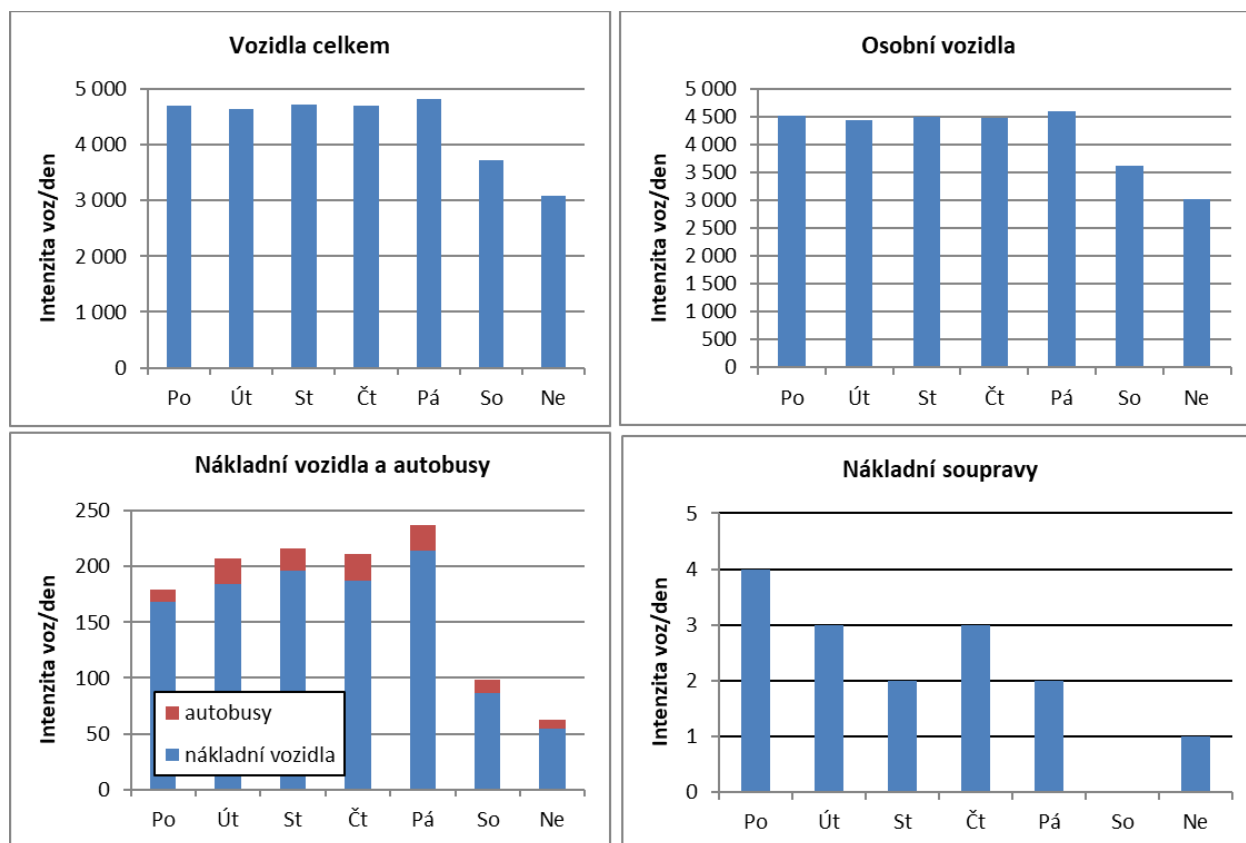 Vozidla celkem
Intenzita voz/den
5 000
4 000
3 000
2 000
1 000
0
Po Út St Čt Pá So Ne
Osobní vozidla
Intenzita voz/den
5 000
4 500
4 000
3 500
3 000
2 500
2 000
1 500
1 000
500
0
Po Út St Čt Pá So Ne
Nákladní vozidla a autobusy
Intenzita voz/den
250
200
150
100
50
0
autobusy
nákladní vozidla
Po Út St Čt Pá So Ne
Nákladní soupravy
Intenzita voz/den
5
4
3
2
1
0
Po Út St Čt Pá So Ne